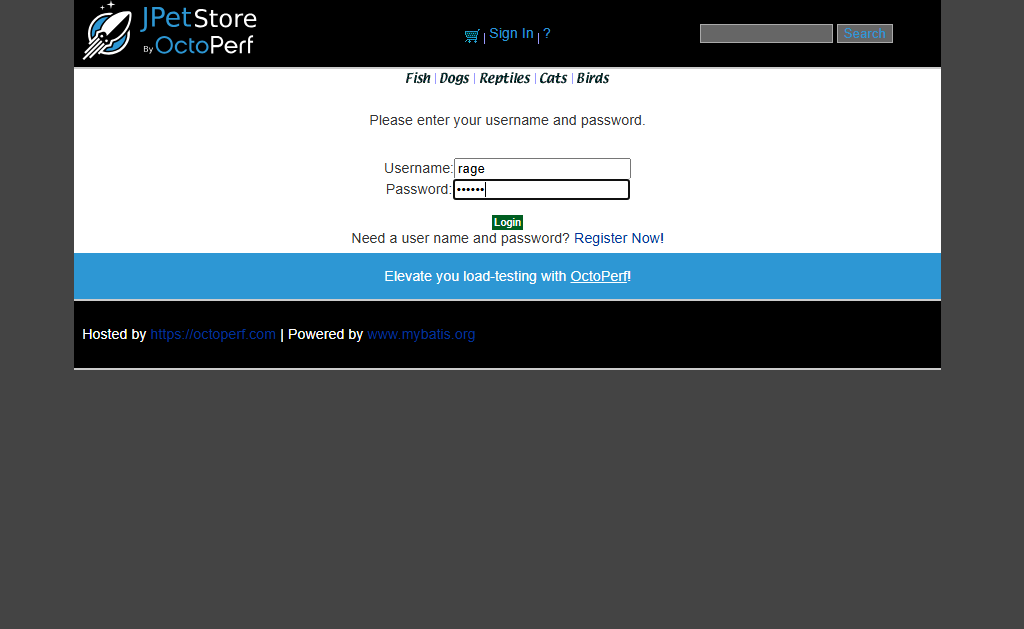 JPetStore
By OctoPerf
Sign In | ?
Search
Fish | Dogs | Reptiles | Cats | Birds
Please enter your username and password.
Username: rage
Password: ••••••
Login
Need a user name and password? Register Now!
Elevate you load-testing with OctoPerf!
Hosted by https://octoperf.com | Powered by www.mybatis.org